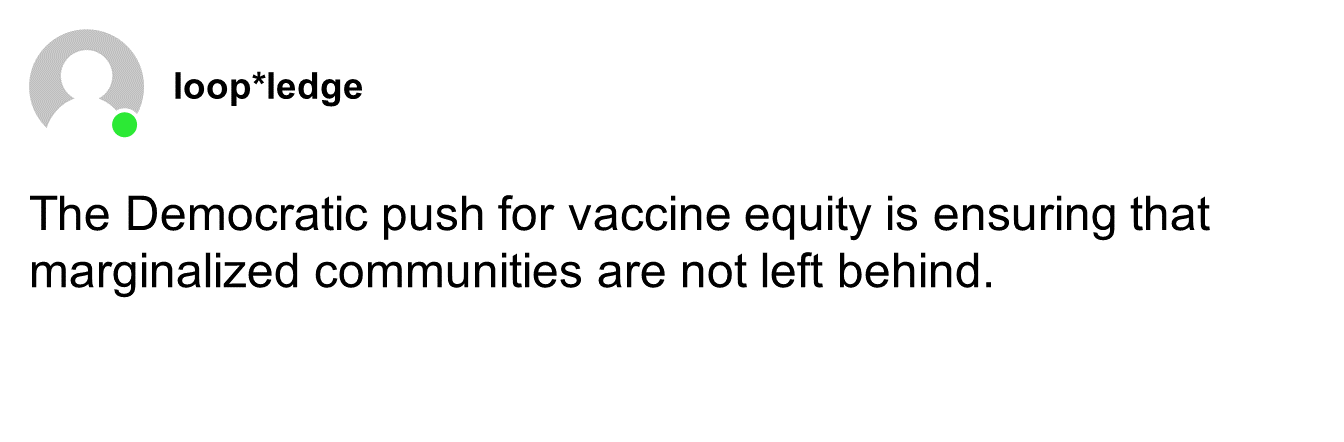 loop*ledge
The Democratic push for vaccine equity is ensuring that
marginalized communities are not left behind.